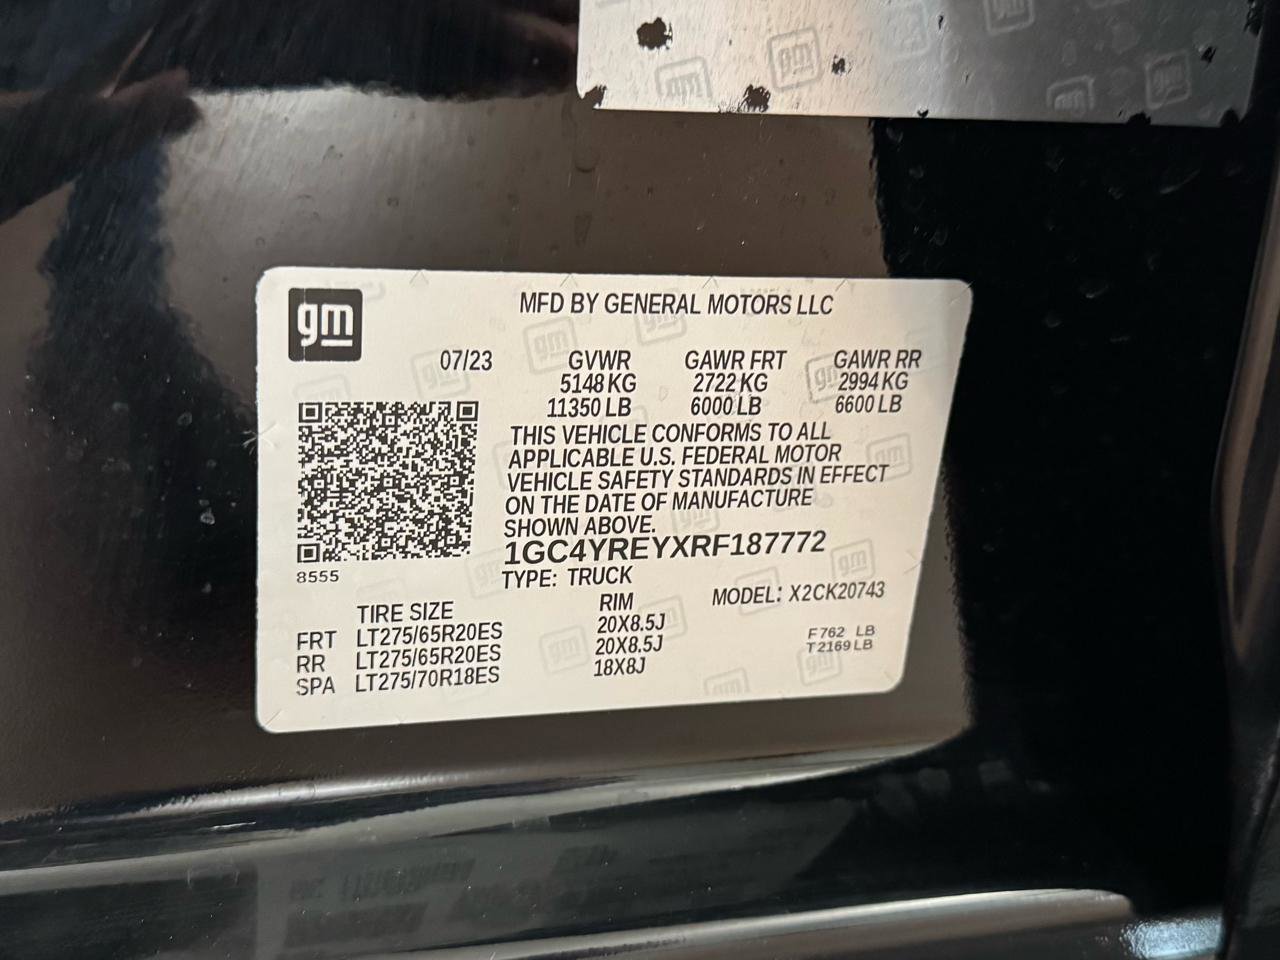 gm
MFD BY GENERAL MOTORS LLC
07/23 GVWR GAWR FRT GAWR RR
5148 KG 2722 KG 2994 KG
11350 LB 6000 LB 6600 LB
THIS VEHICLE CONFORMS TO ALL
APPLICABLE U.S. FEDERAL MOTOR
VEHICLE SAFETY STANDARDS IN EFFECT
ON THE DATE OF MANUFACTURE
SHOWN ABOVE.
1GC4YREYXRF187772
8555
TYPE: TRUCK
MODEL: X2CK20743
TIRE SIZE RIM
FRT LT275/65R20ES 20X8.5J
RR LT275/65R20ES 20X8.5J
SPA LT275/70R18ES 18X8J
F 762 LB
T 2169 LB